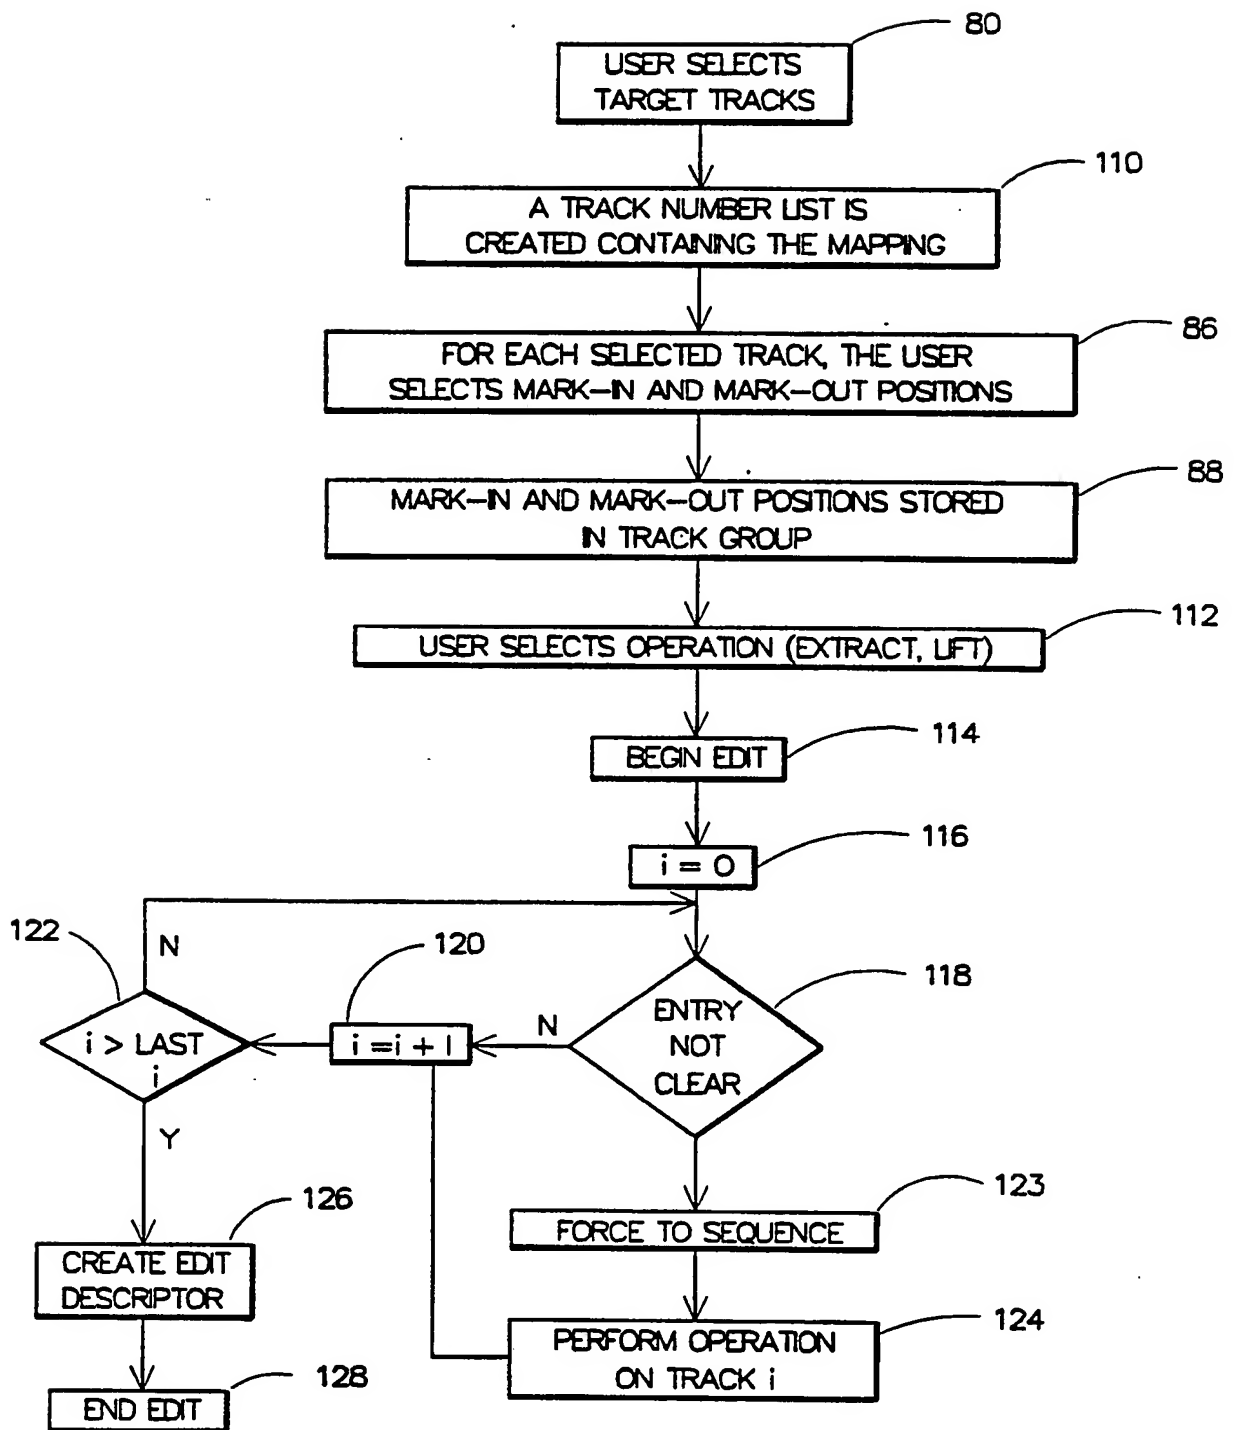 80
USER SELECTS
TARGET TRACKS
110
A TRACK NUMBER LIST IS
CREATED CONTAINING THE MAPPING
86
FOR EACH SELECTED TRACK, THE USER
SELECTS MARK-IN AND MARK-OUT POSITIONS
88
MARK-IN AND MARK-OUT POSITIONS STORED
IN TRACK GROUP
112
USER SELECTS OPERATION (EXTRACT, LIFT)
114
BEGIN EDIT
116
i = 0
118
ENTRY
NOT
CLEAR
N
120
i = i + 1
122
N
i > LAST
i
Y
123
FORCE TO SEQUENCE
124
PERFORM OPERATION
ON TRACK i
126
CREATE EDIT
DESCRIPTOR
128
END EDIT